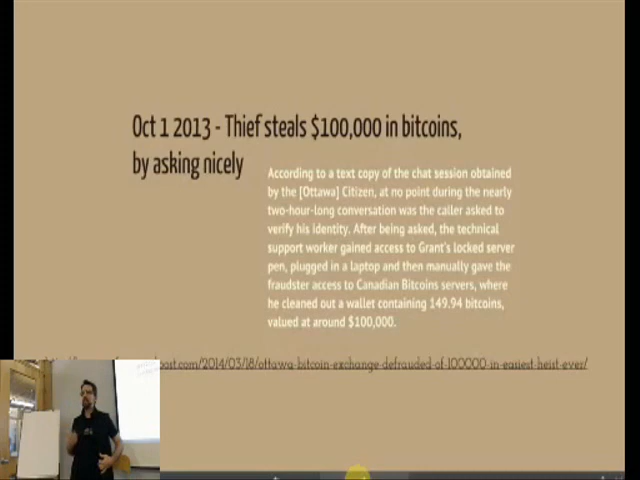 Oct 1 2013 - Thief steals $100,000 in bitcoins,
by asking nicely
According to a text copy of the chat session obtained
by the [Ottawa] Citizen, at no point during the nearly
two-hour-long conversation was the caller asked to
verify his identity. After being asked, the technical
support worker gained access to Grant's locked server
pen, plugged in a laptop and then manually gave the
fraudster access to Canadian Bitcoins servers, where
he cleaned out a wallet containing 149.94 bitcoins,
valued at around $100,000.
post.com/2014/03/18/ottawa-bitcoin-exchange-defrauded-of-100000-in-easiest-heist-ever/